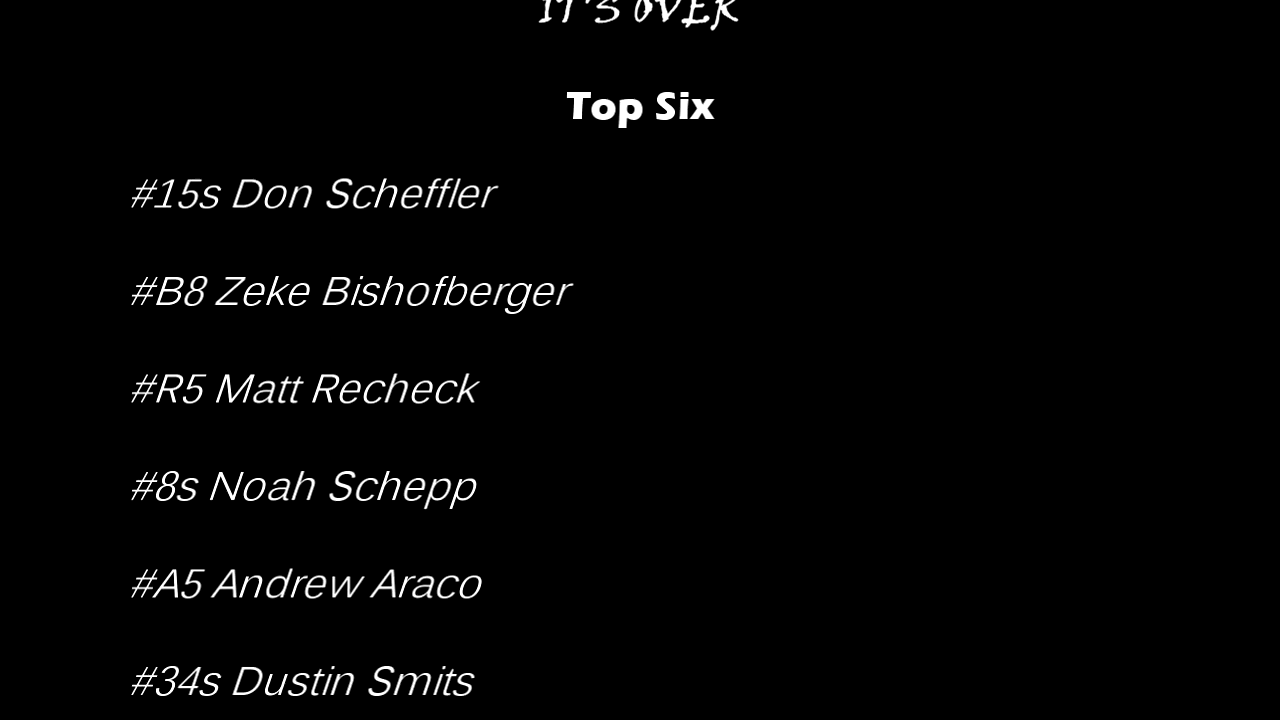 IT'S OVER
Top Six
#15s Don Scheffler
#B8 Zeke Bishofberger
#R5 Matt Recheck
#8s Noah Schepp
#A5 Andrew Araco
#34s Dustin Smits